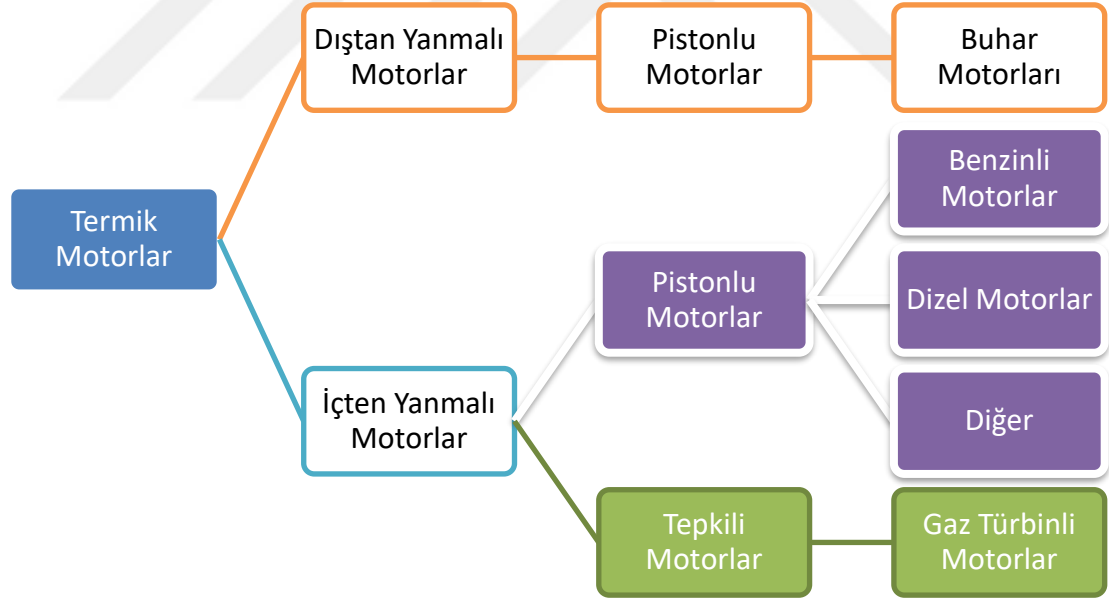 Dıştan Yanmalı
Motorlar
Pistonlu
Motorlar
Buhar
Motorları
Termik
Motorlar
İçten Yanmalı
Motorlar
Pistonlu
Motorlar
Benzinli
Motorlar
Dizel Motorlar
Diğer
Tepkili
Motorlar
Gaz Türbinli
Motorlar